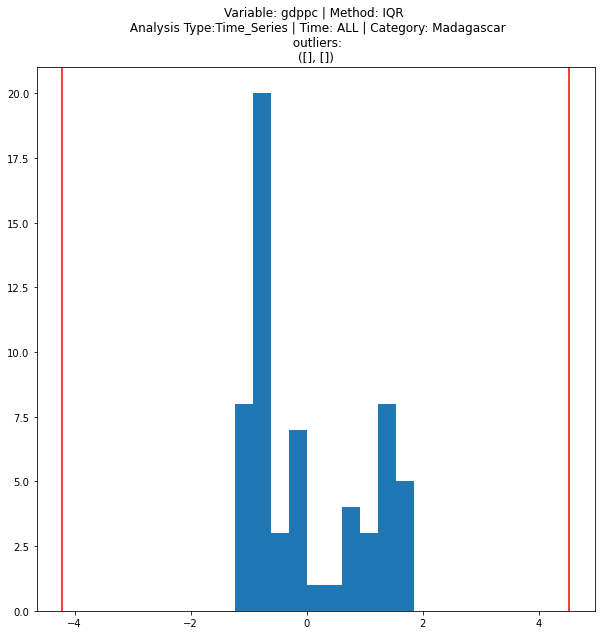 Variable: gdppc | Method: IQR
Analysis Type:Time_Series | Time: ALL | Category: Madagascar
outliers:
([], [])
20.0
17.5
15.0
12.5
10.0
7.5
5.0
2.5
0.0
−4 −2 0 2 4